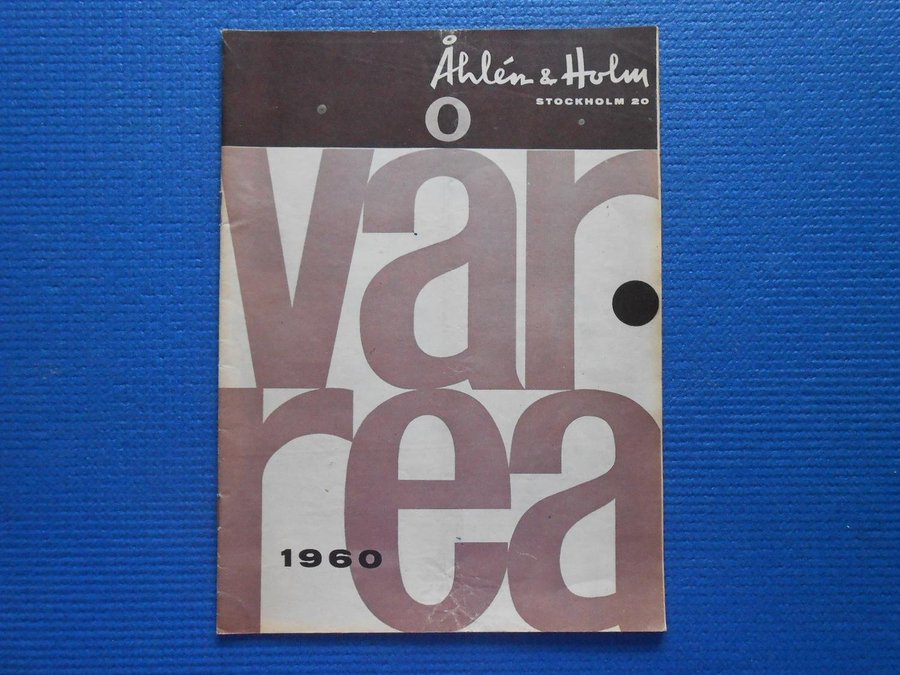 Åhlén & Holm
STOCKHOLM 20
vår
rea
1960